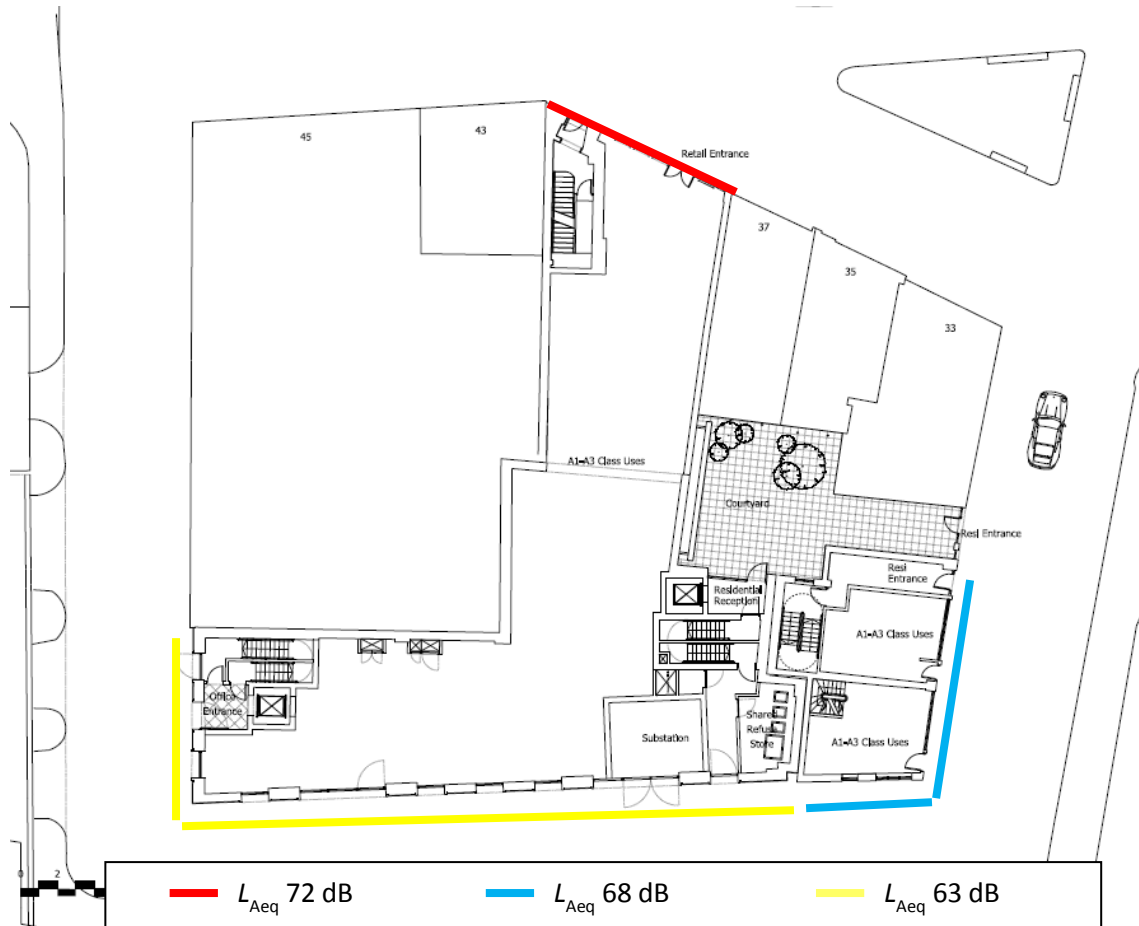 45
43
Retail Entrance
37
35
33
A1-A3 Class Uses
Courtyard
Resi Entrance
Resi
Entrance
Residential
Reception
A1-A3 Class Uses
Office
Entrance
Substation
Shared
Refuse
Store
A1-A3 Class Uses
0 2
LAeq 72 dB LAeq 68 dB LAeq 63 dB